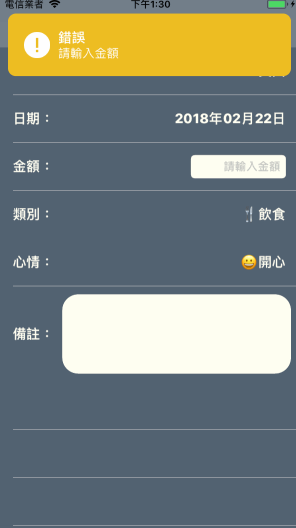 電信業者
下午1:30
錯誤
請輸入金額
日期：
2018年02月22日
金額：
請輸入金額
類別：
飲食
心情：
開心
備註：